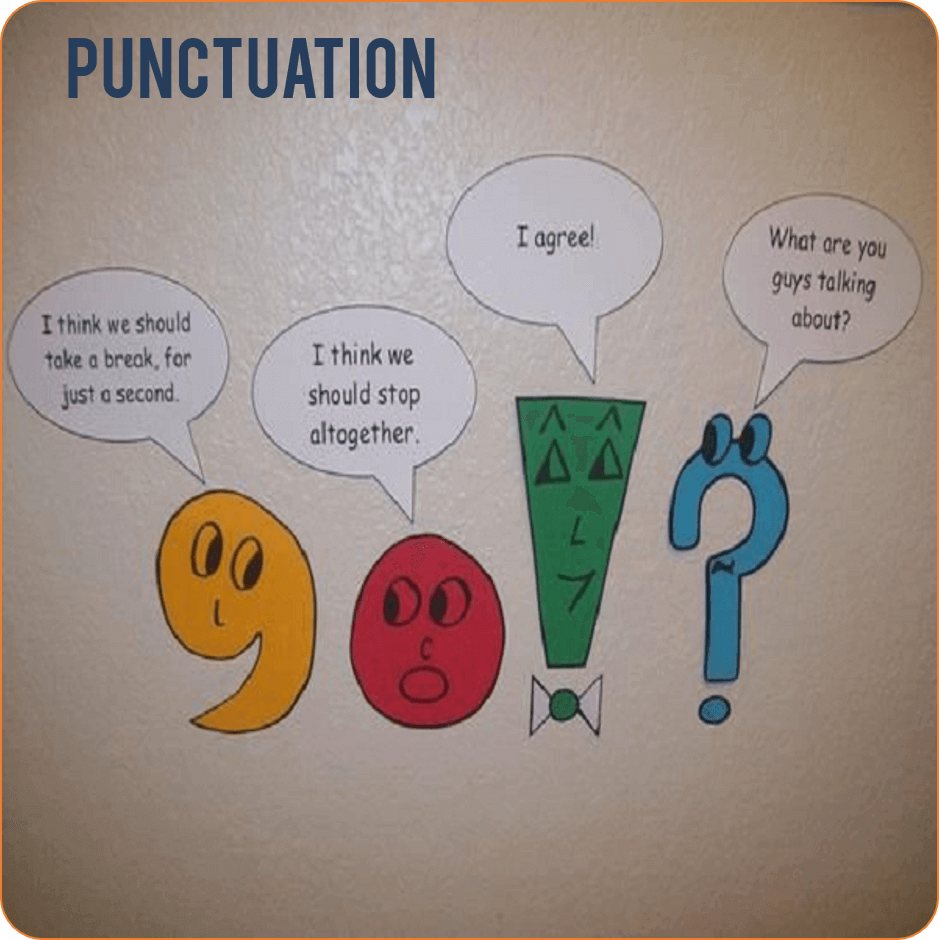 PUNCTUATION
I think we should
take a break, for
just a second.
I think we
should stop
altogether.
I agree!
What are you
guys talking
about?